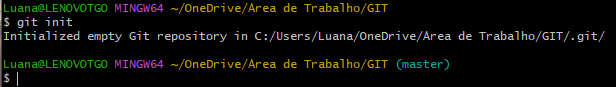 Luana@LENOVOTGO MINGW64 ~/OneDrive/Area de Trabalho/GIT
$ git init
Initialized empty Git repository in C:/Users/Luana/OneDrive/Area de Trabalho/GIT/.git/
Luana@LENOVOTGO MINGW64 ~/OneDrive/Area de Trabalho/GIT (master)
$